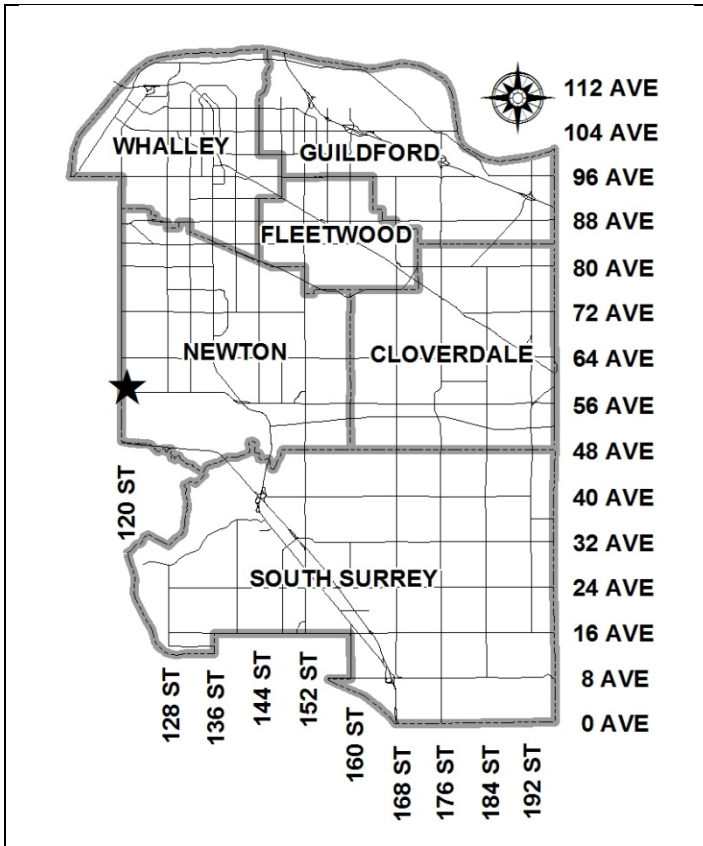 112 AVE
104 AVE
WHALLEY
GUILDFORD
96 AVE
88 AVE
FLEETWOOD
80 AVE
72 AVE
NEWTON
CLOVERDALE
64 AVE
56 AVE
48 AVE
120 ST
40 AVE
32 AVE
SOUTH SURREY
24 AVE
16 AVE
128 ST
136 ST
144 ST
152 ST
160 ST
8 AVE
0 AVE
168 ST
176 ST
184 ST
192 ST